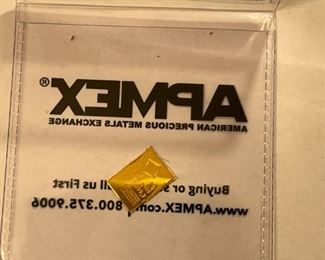 APMEX®
AMERICAN PRECIOUS METALS EXCHANGE
Buying or us First
www.APMEX.com 800.375.9006